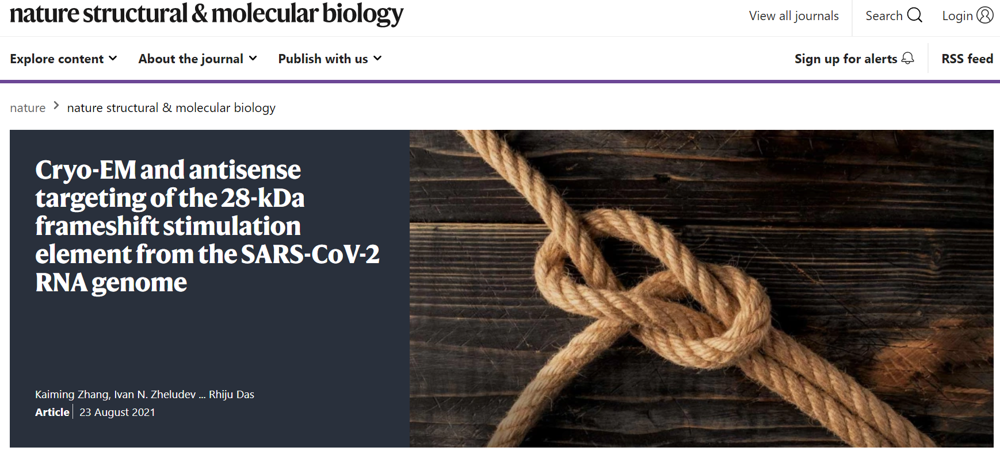 nature structural & molecular biology
View all journals
Search
Login
Explore content
About the journal
Publish with us
Sign up for alerts
RSS feed
nature > nature structural & molecular biology
Cryo-EM and antisense
targeting of the 28-kDa
frameshift stimulation
element from the SARS-CoV-2
RNA genome
Kaiming Zhang, Ivan N. Zheludev ... Rhiju Das
Article | 23 August 2021